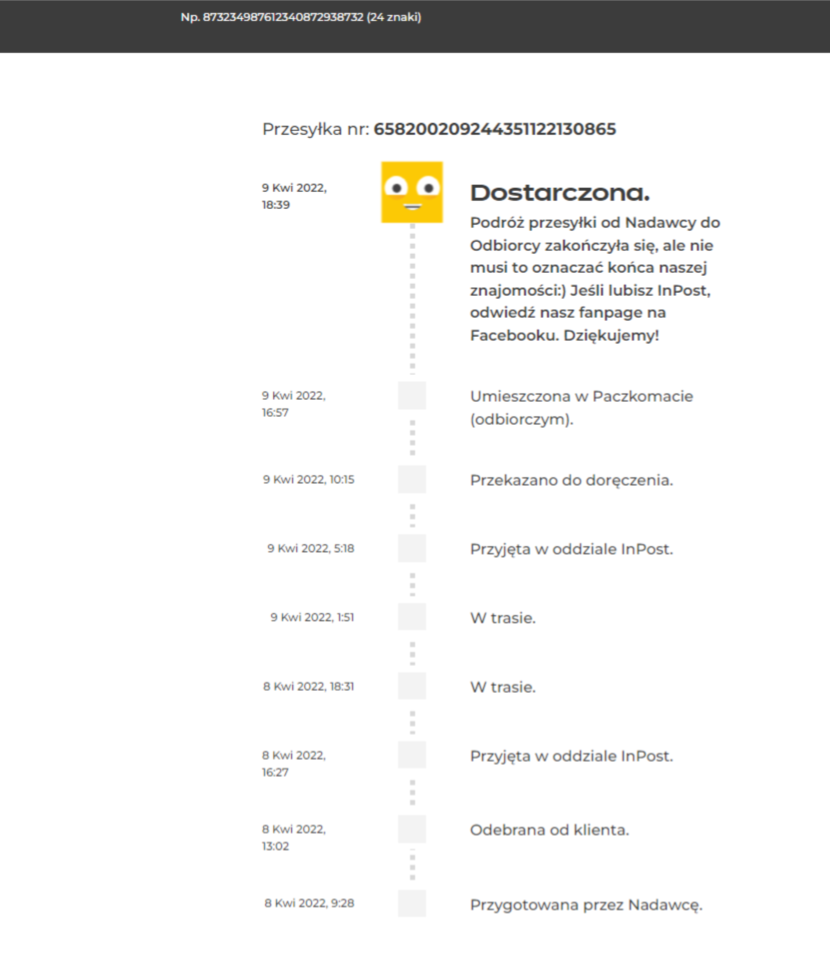 Np. 873234987612340872938732 (24 znaki)
Przesyłka nr: 658200209244351122130865
9 Kwi 2022,
18:39
Dostarczona.
Podróż przesyłki od Nadawcy do
Odbiorcy zakończyła się, ale nie
musi to oznaczać końca naszej
znajomości:) Jeśli lubisz InPost,
odwiedź nasz fanpage na
Facebooku. Dziękujemy!
9 Kwi 2022,
16:57
Umieszczona w Paczkomacie
(odbiorczym).
9 Kwi 2022, 10:15
Przekazano do doręczenia.
9 Kwi 2022, 5:18
Przyjęta w oddziale InPost.
9 Kwi 2022, 1:51
W trasie.
8 Kwi 2022, 18:31
W trasie.
8 Kwi 2022,
16:27
Przyjęta w oddziale InPost.
8 Kwi 2022,
13:02
Odebrana od klienta.
8 Kwi 2022, 9:28
Przygotowana przez Nadawcę.